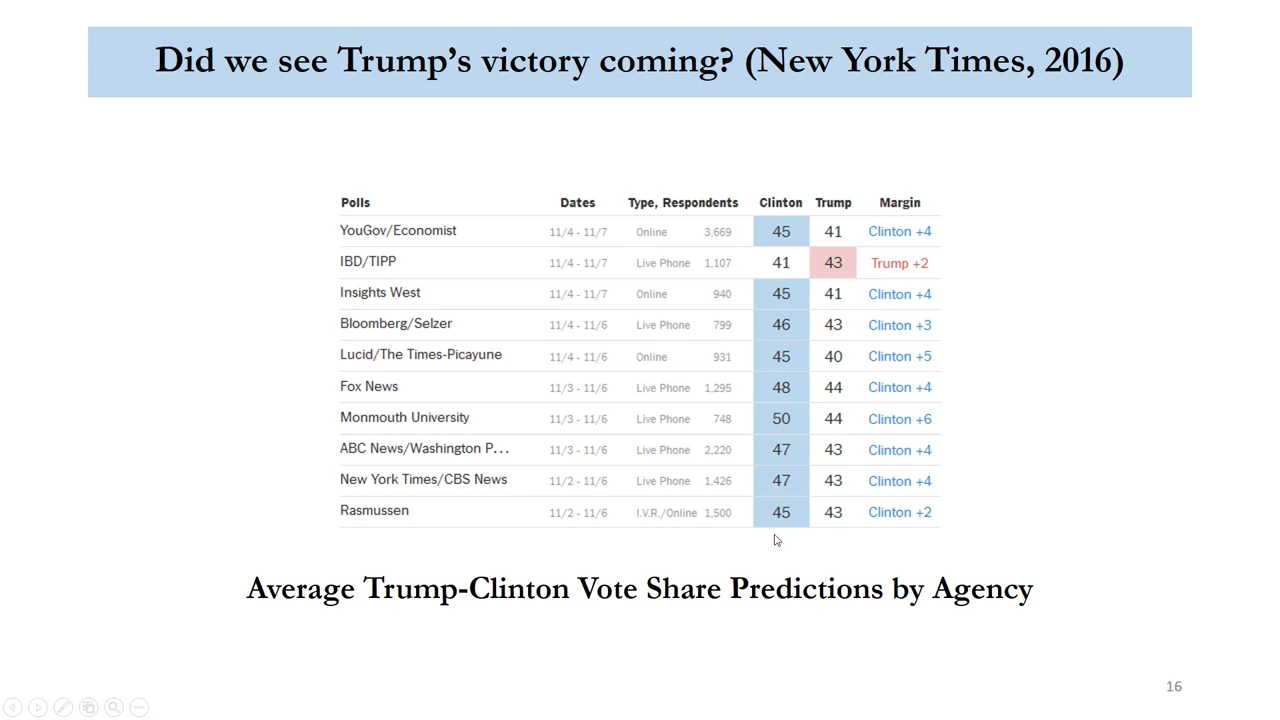 Did we see Trump’s victory coming? (New York Times, 2016)
Polls Dates Type, Respondents Clinton Trump Margin
YouGov/Economist 11/4 - 11/7 Online 3,669 45 41 Clinton +4
IBD/TIPP 11/4 - 11/7 Live Phone 1,107 41 43 Trump +2
Insights West 11/4 - 11/7 Online 940 45 41 Clinton +4
Bloomberg/Selzer 11/4 - 11/6 Live Phone 799 46 43 Clinton +3
Lucid/The Times-Picayune 11/4 - 11/6 Online 931 45 40 Clinton +5
Fox News 11/3 - 11/6 Live Phone 1,295 48 44 Clinton +4
Monmouth University 11/3 - 11/6 Live Phone 748 50 44 Clinton +6
ABC News/Washington P... 11/3 - 11/6 Live Phone 2,220 47 43 Clinton +4
New York Times/CBS News 11/2 - 11/6 Live Phone 1,426 47 43 Clinton +4
Rasmussen 11/2 - 11/6 I.V.R./Online 1,500 45 43 Clinton +2
Average Trump-Clinton Vote Share Predictions by Agency
16